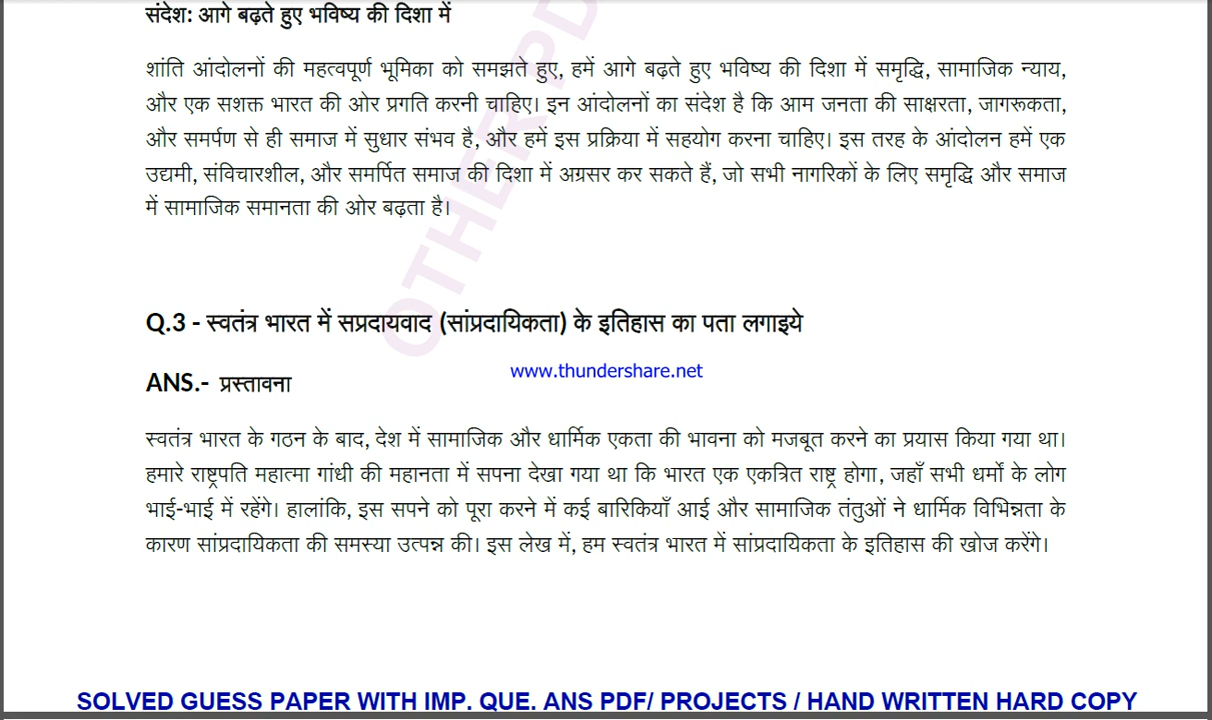 संदेश: आगे बढ़ते हुए भविष्य की दिशा में
शांति आंदोलनों की महत्वपूर्ण भूमिका को समझते हुए, हमें आगे बढ़ते हुए भविष्य की दिशा में समृद्धि, सामाजिक न्याय,
और एक सशक्त भारत की ओर प्रगति करनी चाहिए। इन आंदोलनों का संदेश है कि आम जनता की साक्षरता, जागरूकता,
और समर्पण से ही समाज में सुधार संभव है, और हमें इस प्रक्रिया में सहयोग करना चाहिए। इस तरह के आंदोलन हमें एक
उद्यमी, संविचारशील, और समर्पित समाज की दिशा में अग्रसर कर सकते हैं, जो सभी नागरिकों के लिए समृद्धि और समाज
में सामाजिक समानता की ओर बढ़ता है।
OTHER PD
Q.3 - स्वतंत्र भारत में सप्रदायवाद (सांप्रदायिकता) के इतिहास का पता लगाइये
www.thundershare.net
ANS.- प्रस्तावना
स्वतंत्र भारत के गठन के बाद, देश में सामाजिक और धार्मिक एकता की भावना को मजबूत करने का प्रयास किया गया था।
हमारे राष्ट्रपति महात्मा गांधी की महानता में सपना देखा गया था कि भारत एक एकत्रित राष्ट्र होगा, जहाँ सभी धर्मों के लोग
भाई-भाई में रहेंगे। हालांकि, इस सपने को पूरा करने में कई बारिकियाँ आई और सामाजिक तंतुओं ने धार्मिक विभिन्नता के
कारण सांप्रदायिकता की समस्या उत्पन्न की। इस लेख में, हम स्वतंत्र भारत में सांप्रदायिकता के इतिहास की खोज करेंगे।
SOLVED GUESS PAPER WITH IMP. QUE. ANS PDF/ PROJECTS / HAND WRITTEN HARD COPY